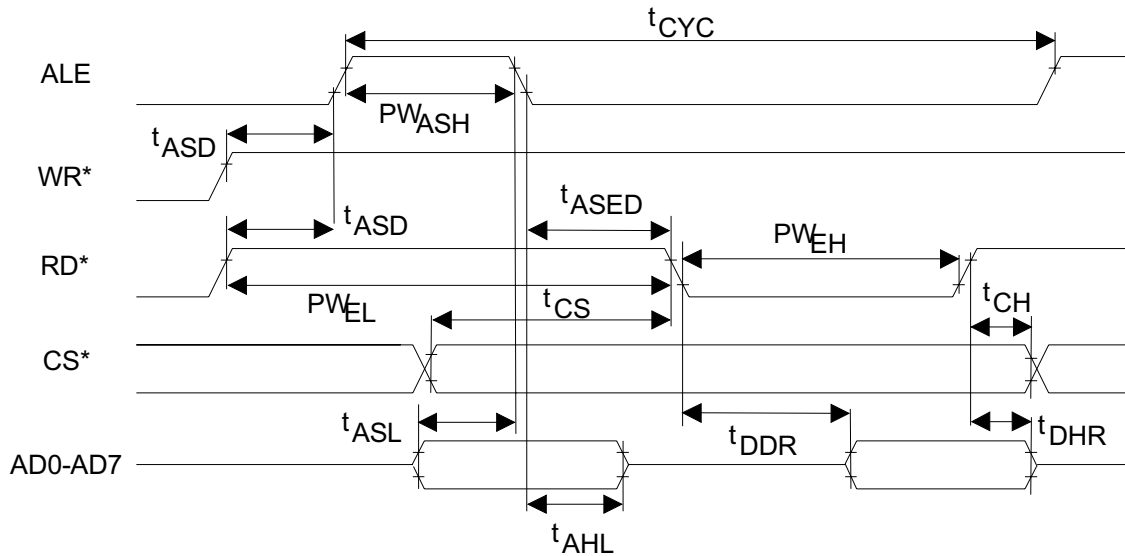 tCYC
ALE
PWASH
tASD
WR*
tASED
tASD
PWEH
RD*
tCS
PWEL
tCH
CS*
tASL
tDDR
tDHR
AD0-AD7
tAHL